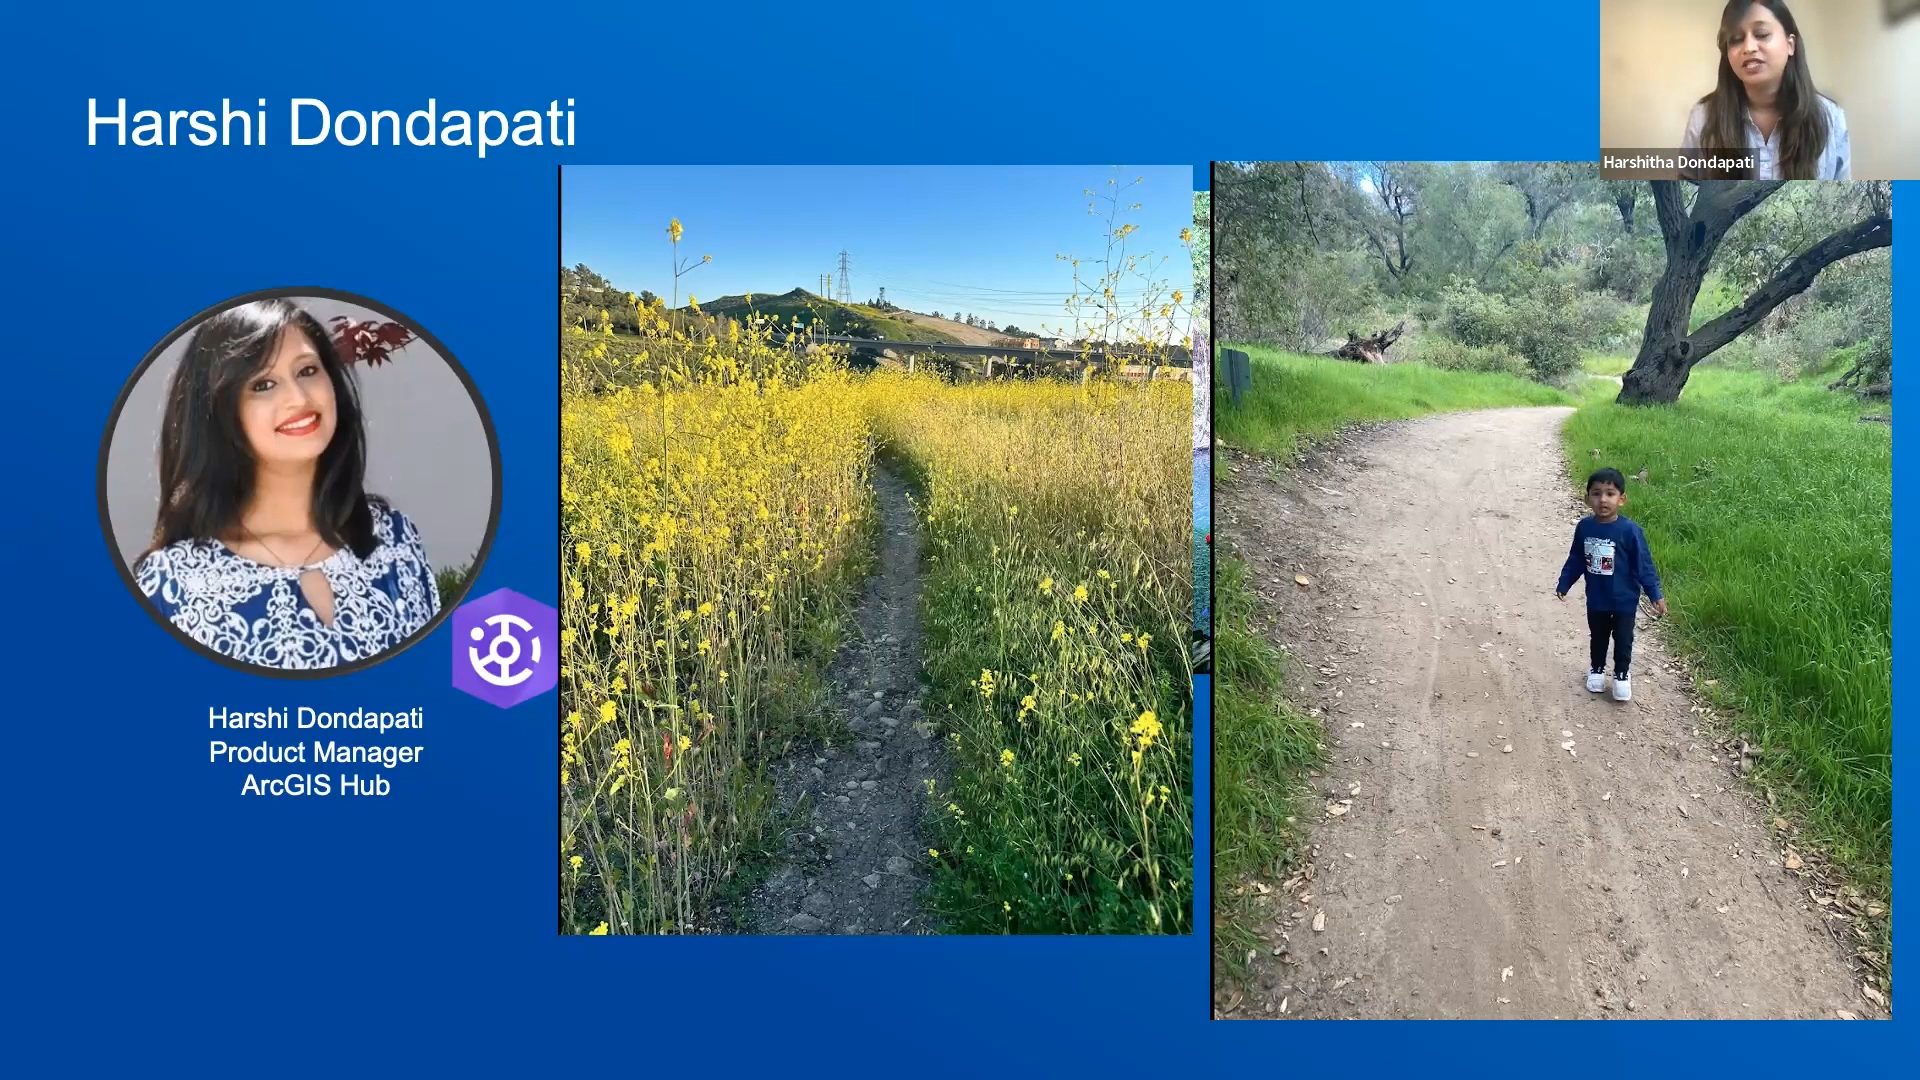 Harshi Dondapati
Harshitha Dondapati
Harshi Dondapati
Product Manager
ArcGIS Hub